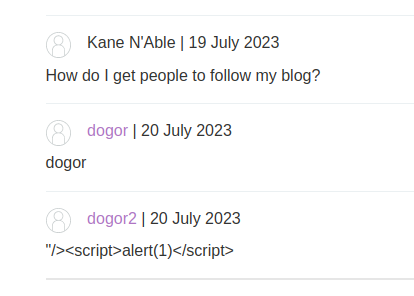 Kane N'Able | 19 July 2023
How do I get people to follow my blog?
dogor | 20 July 2023
dogor
dogor2 | 20 July 2023
"/><script>alert(1)</script>